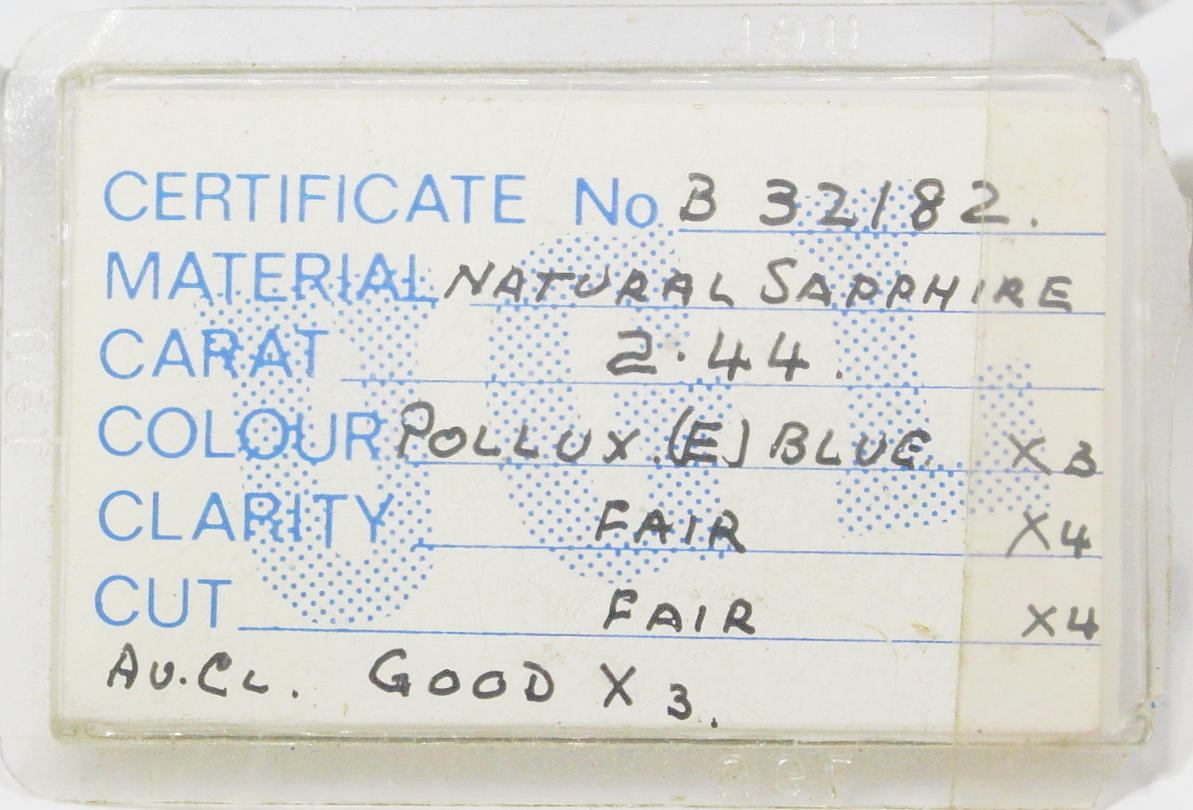 CERTIFICATE No B 32182.
MATERIAL NATURAL SAPPHIRE
CARAT 2.44.
COLOUR POLLUX (E) BLUE X3
CLARITY FAIR X4
CUT FAIR X4
AU.CL. GOOD X 3.